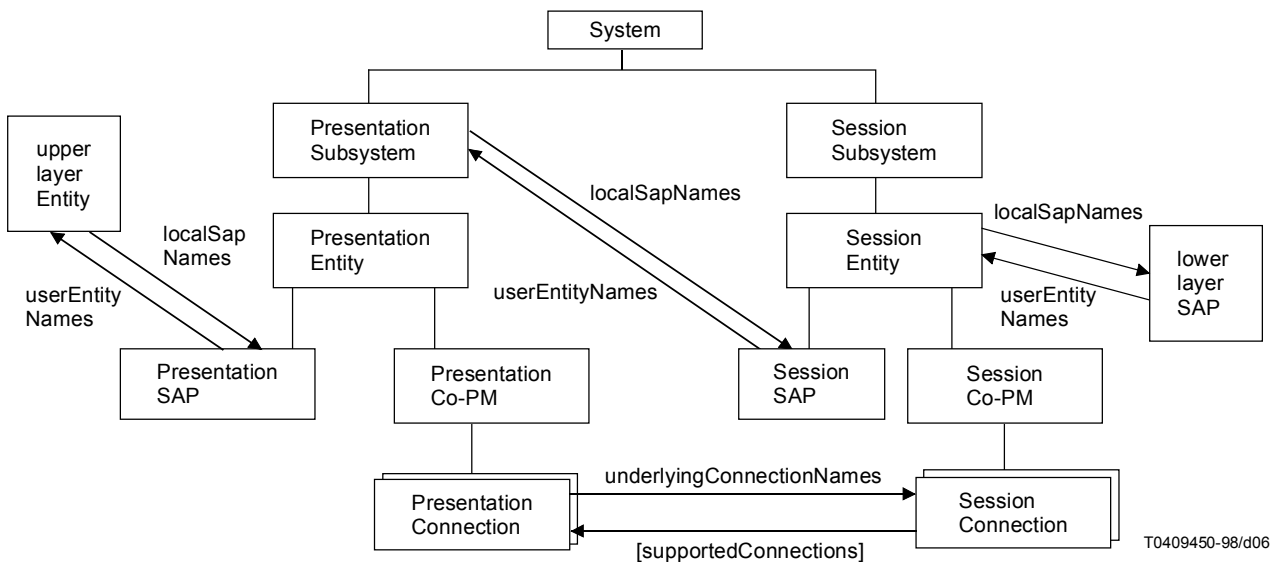 System
Presentation
Subsystem
Session
Subsystem
upper
layer
Entity
localSapNames
localSapNames
localSap
Names
Presentation
Entity
Session
Entity
lower
layer
SAP
userEntity
Names
userEntityNames
userEntity
Names
Presentation
SAP
Presentation
Co-PM
Session
SAP
Session
Co-PM
underlyingConnectionNames
Presentation
Connection
Session
Connection
[supportedConnections]
T0409450-98/d06